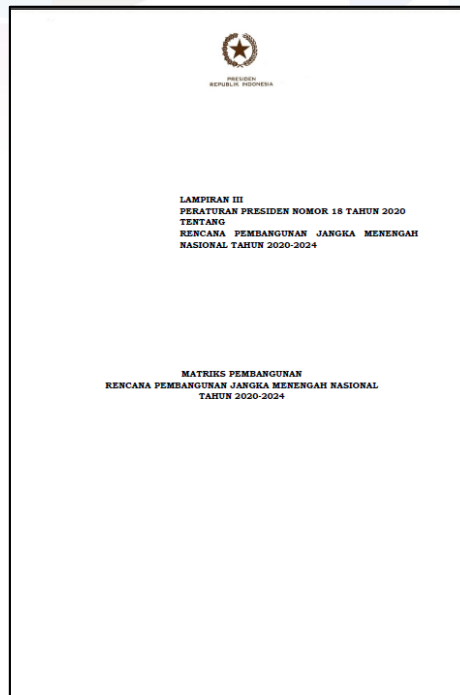 PRESIDEN
REPUBLIK INDONESIA
LAMPIRAN III
PERATURAN PRESIDEN NOMOR 18 TAHUN 2020
TENTANG
RENCANA PEMBANGUNAN JANGKA MENENGAH
NASIONAL TAHUN 2020-2024
MATRIKS PEMBANGUNAN
RENCANA PEMBANGUNAN JANGKA MENENGAH NASIONAL
TAHUN 2020-2024